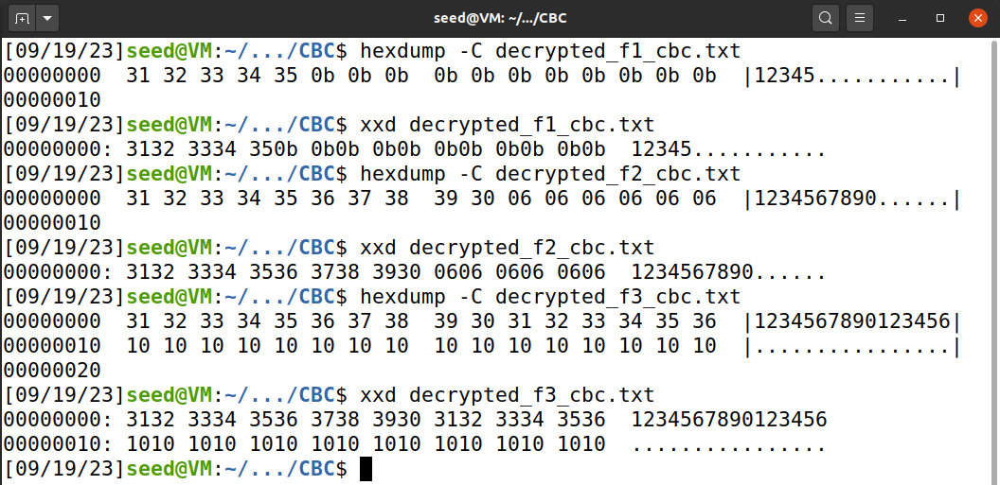 seed@VM: ~/.../CBC
[09/19/23]seed@VM:~/.../CBC$ hexdump -C decrypted_f1_cbc.txt
00000000  31 32 33 34 35 0b 0b 0b  0b 0b 0b 0b 0b 0b 0b 0b  |12345...........|
00000010
[09/19/23]seed@VM:~/.../CBC$ xxd decrypted_f1_cbc.txt
00000000: 3132 3334 350b 0b0b 0b0b 0b0b 0b0b 0b0b  12345...........
[09/19/23]seed@VM:~/.../CBC$ hexdump -C decrypted_f2_cbc.txt
00000000  31 32 33 34 35 36 37 38  39 30 06 06 06 06 06 06  |1234567890......|
00000010
[09/19/23]seed@VM:~/.../CBC$ xxd decrypted_f2_cbc.txt
00000000: 3132 3334 3536 3738 3930 0606 0606 0606  1234567890......
[09/19/23]seed@VM:~/.../CBC$ hexdump -C decrypted_f3_cbc.txt
00000000  31 32 33 34 35 36 37 38  39 30 31 32 33 34 35 36  |1234567890123456|
00000010  10 10 10 10 10 10 10 10  10 10 10 10 10 10 10 10  |................|
00000020
[09/19/23]seed@VM:~/.../CBC$ xxd decrypted_f3_cbc.txt
00000000: 3132 3334 3536 3738 3930 3132 3334 3536  1234567890123456
00000010: 1010 1010 1010 1010 1010 1010 1010 1010  ................
[09/19/23]seed@VM:~/.../CBC$